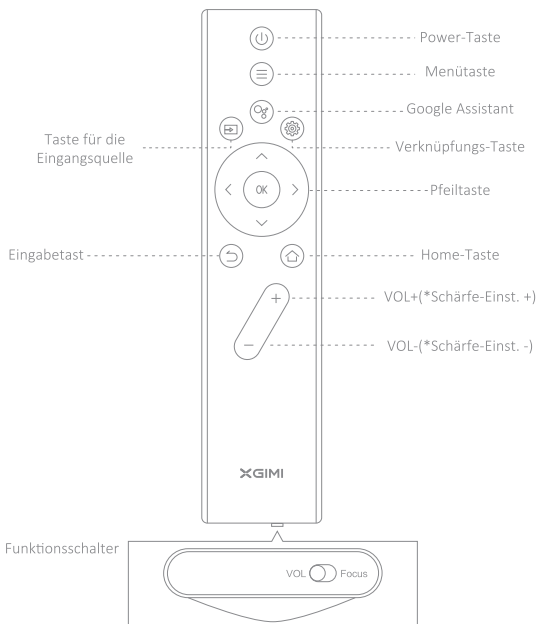 Power-Taste
Menütaste
Google Assistant
Taste für die
Eingangsquelle
Verknüpfungs-Taste
OK
Pfeiltaste
Eingabetast
Home-Taste
VOL+(*Schärfe-Einst. +)
VOL-(*Schärfe-Einst. -)
XGIMI
Funktionsschalter
VOL Focus